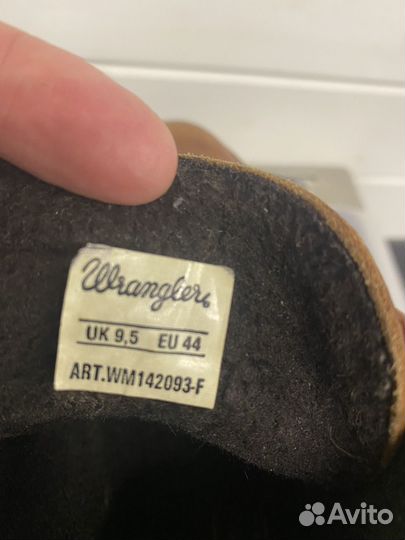 Wrangler
UK 9,5 EU 44
ART.WM142093-F
Avito